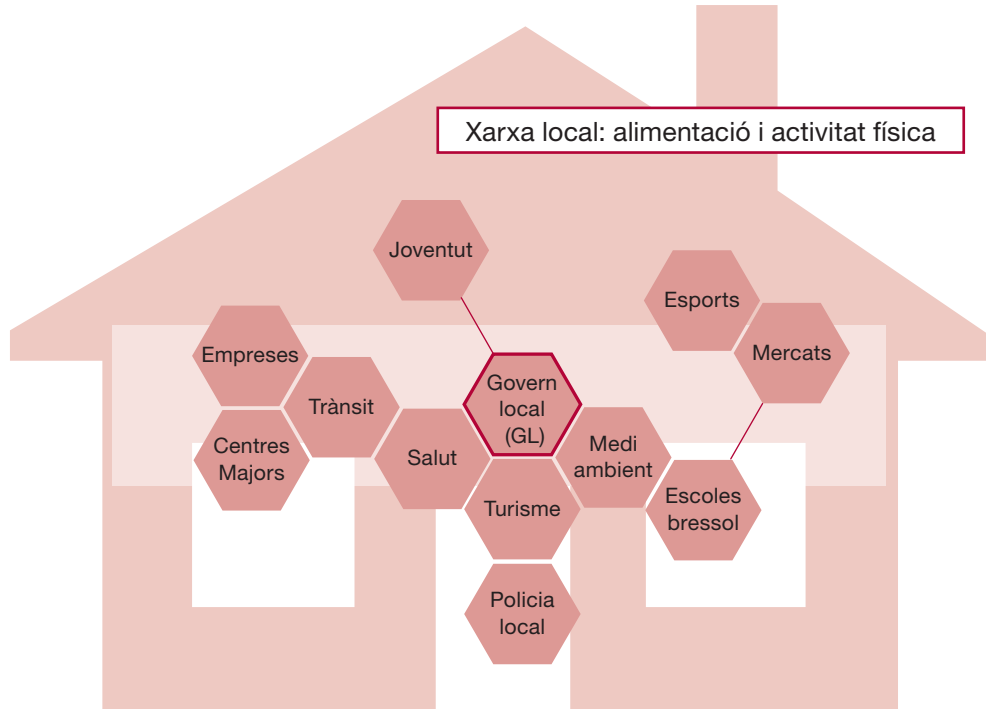 Xarxa local: alimentació i activitat física
Joventut
Esports
Empreses
Mercats
Trànsit
Govern
local
(GL)
Centres
Majors
Salut
Medi
ambient
Turisme
Escoles
bressol
Policia
local